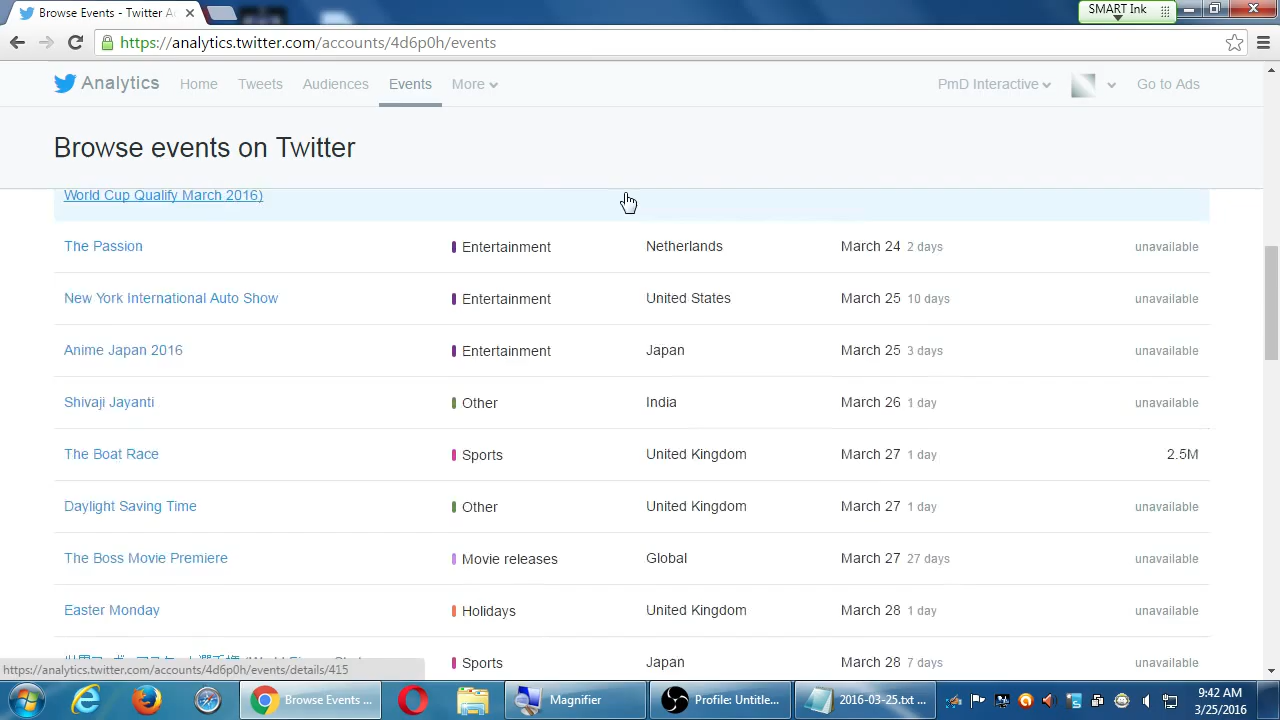 Browse Events - Twitter A
SMART Ink
https://analytics.twitter.com/accounts/4d6p0h/events
Analytics Home Tweets Audiences Events More PmD Interactive Go to Ads
Browse events on Twitter
World Cup Qualify March 2016)
The Passion Entertainment Netherlands March 24 2 days unavailable
New York International Auto Show Entertainment United States March 25 10 days unavailable
Anime Japan 2016 Entertainment Japan March 25 3 days unavailable
Shivaji Jayanti Other India March 26 1 day unavailable
The Boat Race Sports United Kingdom March 27 1 day 2.5M
Daylight Saving Time Other United Kingdom March 27 1 day unavailable
The Boss Movie Premiere Movie releases Global March 27 27 days unavailable
Easter Monday Holidays United Kingdom March 28 1 day unavailable
Sports Japan March 28 7 days unavailable
https://analytics.twitter.com/accounts/4d6p0h/events/details/415
Browse Events ... Magnifier Profile: Untitle... 2016-03-25.txt ... 9:42 AM
3/25/2016